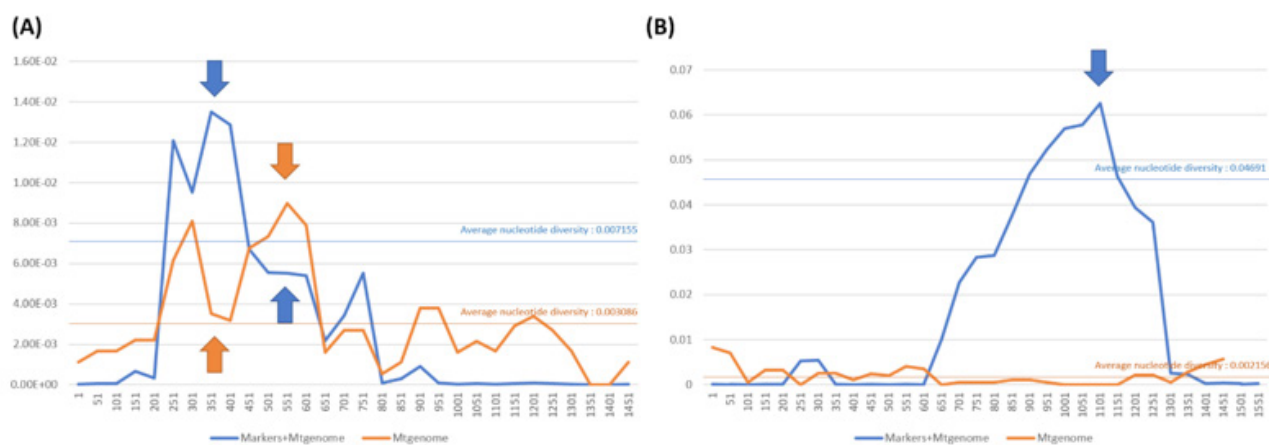 (A)
1.60E-02
1.40E-02
1.20E-02
1.00E-02
8.00E-03
6.00E-03
4.00E-03
2.00E-03
0.00E+00
Average nucleotide diversity : 0.007155
Average nucleotide diversity : 0.003086
1 51 101 151 201 251 301 351 401 451 501 551 601 651 701 751 801 851 901 951 1001 1051 1101 1151 1201 1251 1301 1351 1401 1451
Markers+Mtgenome Mtgenome
(B)
0.07
0.06
0.05
0.04
0.03
0.02
0.01
0
Average nucleotide diversity : 0.04691
Average nucleotide diversity : 0.002156
1 51 101 151 201 251 301 351 401 451 501 551 601 651 701 751 801 851 901 951 1001 1051 1101 1151 1201 1251 1301 1351 1401 1451 1501 1551
Markers+Mtgenome Mtgenome